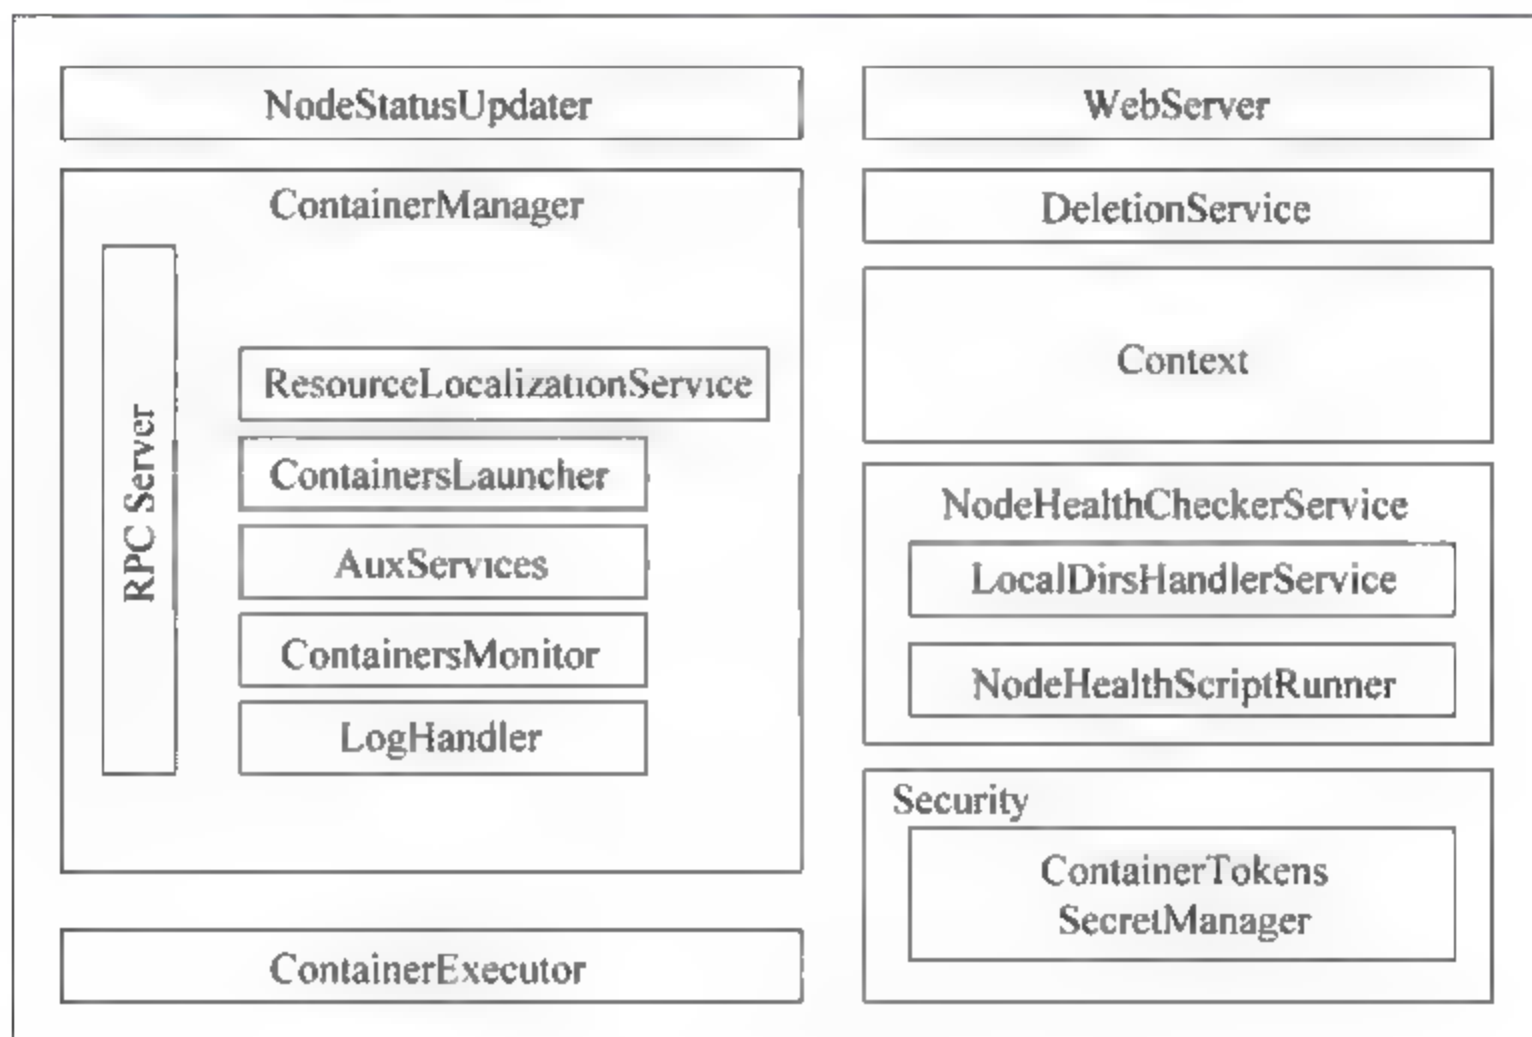 NodeStatusUpdater
ContainerManager
RPC Server
ResourceLocalizationService
ContainersLauncher
AuxServices
ContainersMonitor
LogHandler
ContainerExecutor
WebServer
DeletionService
Context
NodeHealthCheckerService
LocalDirsHandlerService
NodeHealthScriptRunner
Security
ContainerTokens
SecretManager